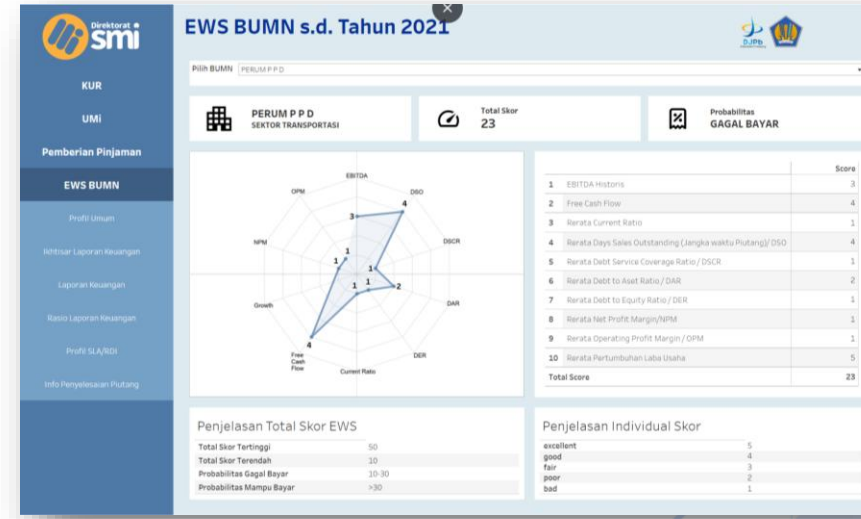 Direktorat
smi
EWS BUMN s.d. Tahun 2021
DJPb
KUR
UMi
Pemberian Pinjaman
EWS BUMN
Profil Umum
Ikhtisar Laporan Keuangan
Laporan Keuangan
Rasio Laporan Keuangan
Profil SLA/RDI
Info Penyelesaian Piutang
Pilih BUMN PERUM P P D
PERUM P P D
SEKTOR TRANSPORTASI
Total Skor
23
Probabilitas
GAGAL BAYAR
EBITDA
OPM
DSO
4
3
NPM
DSCR
1
1
1
1
1
2
Growth
DAR
4
Free
Cash
Flow
DER
Current Ratio
Score
1 EBITDA Historis 3
2 Free Cash Flow 4
3 Rerata Current Ratio 1
4 Rerata Days Sales Outstanding (Jangka waktu Piutang)/ DSO 4
5 Rerata Debt Service Coverage Ratio / DSCR 1
6 Rerata Debt to Aset Ratio / DAR 2
7 Rerata Debt to Equity Ratio / DER 1
8 Rerata Net Profit Margin/NPM 1
9 Rerata Operating Profit Margin / OPM 1
10 Rerata Pertumbuhan Laba Usaha 5
Total Score 23
Penjelasan Total Skor EWS
Total Skor Tertinggi 50
Total Skor Terendah 10
Probabilitas Gagal Bayar 10-30
Probabilitas Mampu Bayar >30
Penjelasan Individual Skor
excellent 5
good 4
fair 3
poor 2
bad 1